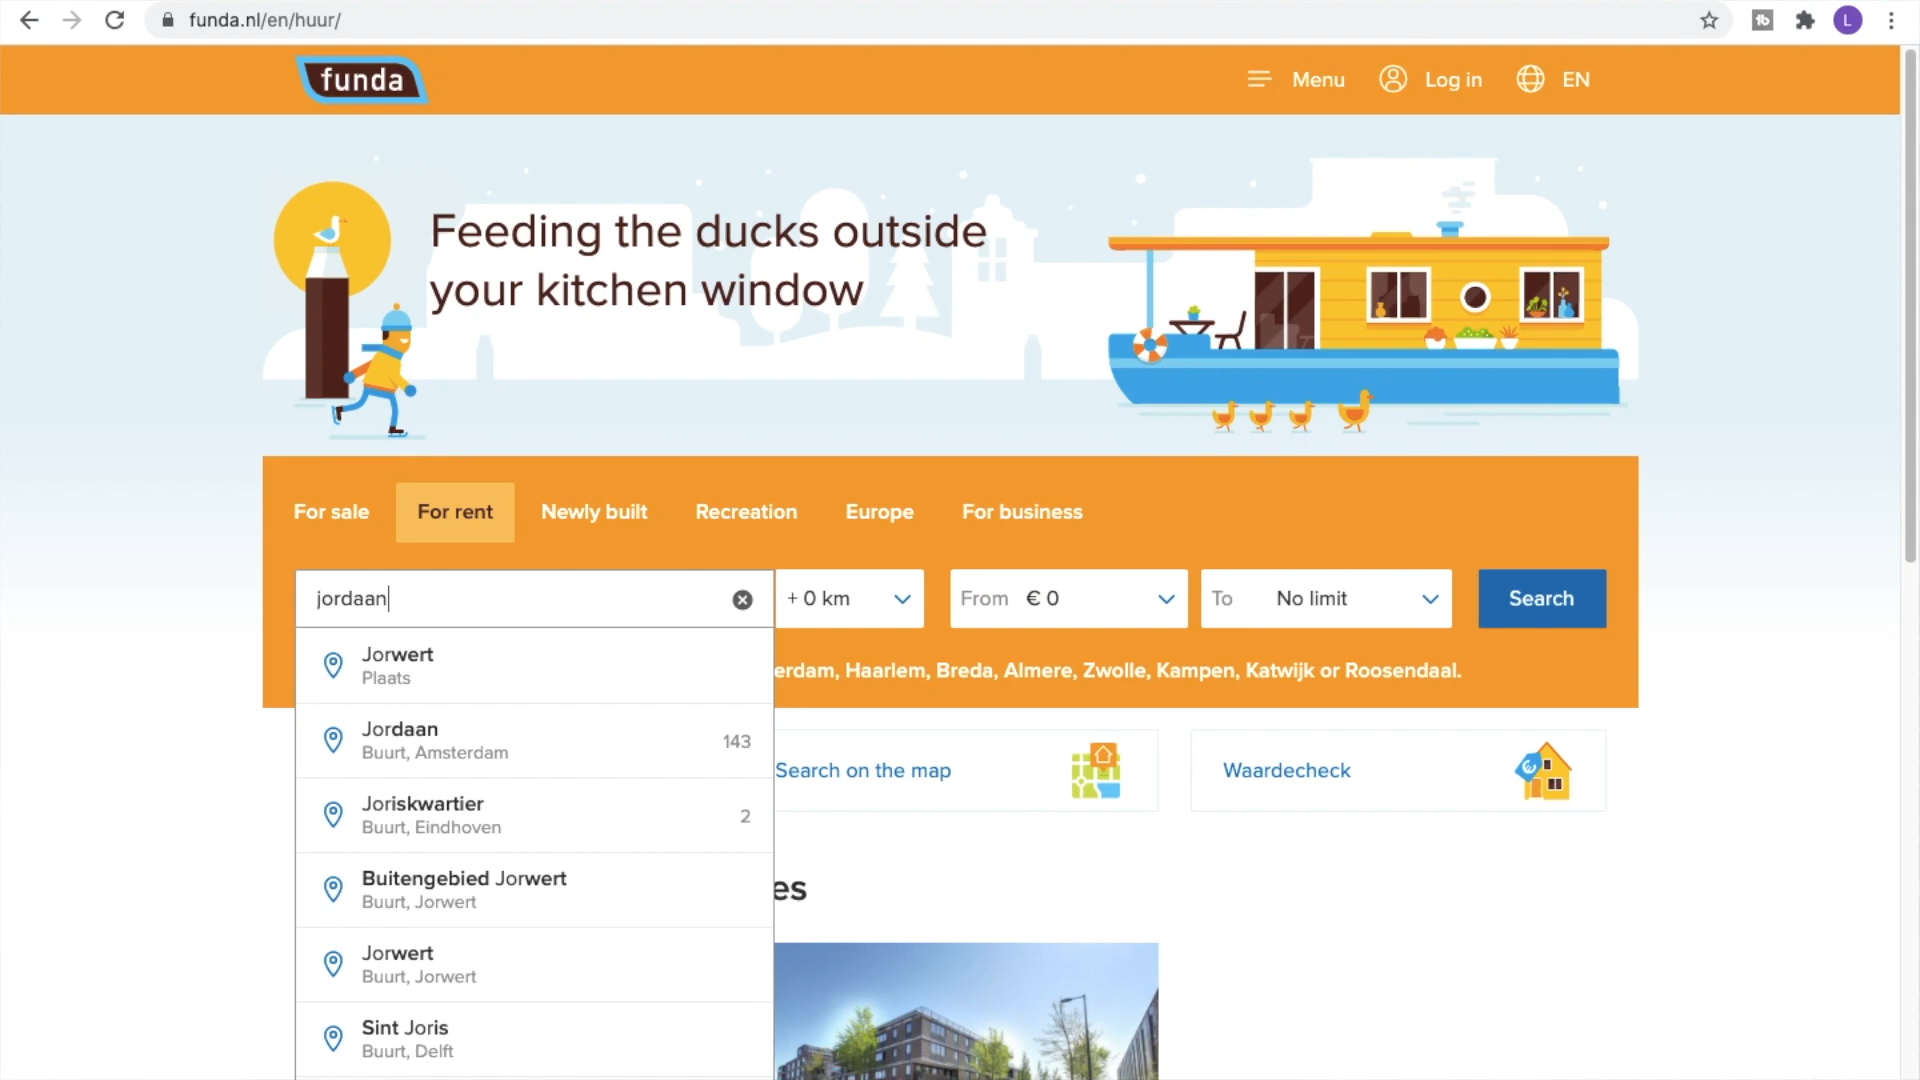 funda.nl/en/huur/
L
funda
Menu
Log in
EN
Feeding the ducks outside
your kitchen window
For sale
For rent
Newly built
Recreation
Europe
For business
jordaan
+ 0 km
From € 0
To No limit
Search
erdam, Haarlem, Breda, Almere, Zwolle, Kampen, Katwijk or Roosendaal.
Jorwert
Plaats
Jordaan
Buurt, Amsterdam
143
Joriskwartier
Buurt, Eindhoven
2
Buitengebied Jorwert
Buurt, Jorwert
Jorwert
Buurt, Jorwert
Sint Joris
Buurt, Delft
Search on the map
Waardecheck
es